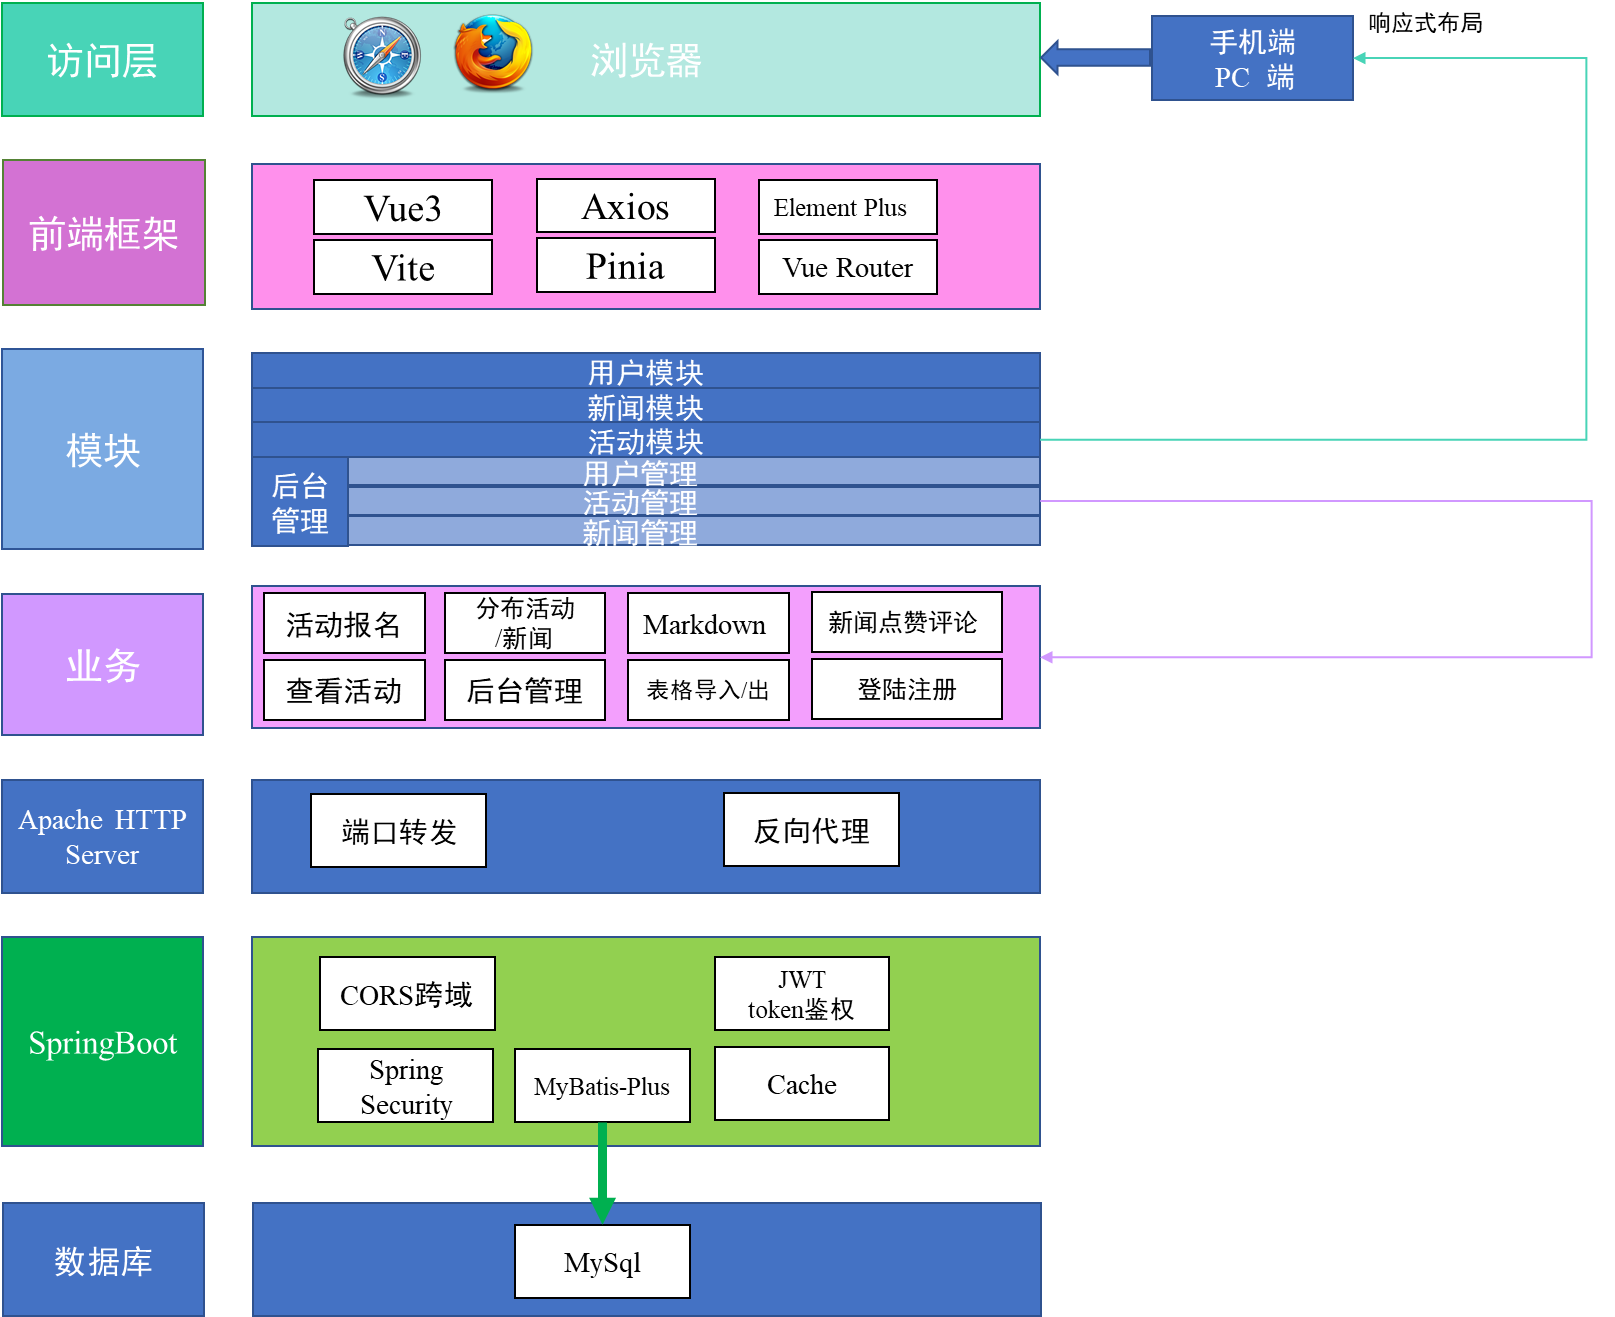 访问层
浏览器
手机端
PC 端
响应式布局
前端框架
Vue3
Axios
Element Plus
Vite
Pinia
Vue Router
模块
用户模块
新闻模块
活动模块
后台
管理
用户管理
活动管理
新闻管理
业务
活动报名
分布活动
/新闻
Markdown
新闻点赞评论
查看活动
后台管理
表格导入/出
登陆注册
Apache HTTP
Server
端口转发
反向代理
SpringBoot
CORS跨域
JWT
token鉴权
Spring
Security
MyBatis-Plus
Cache
数据库
MySql